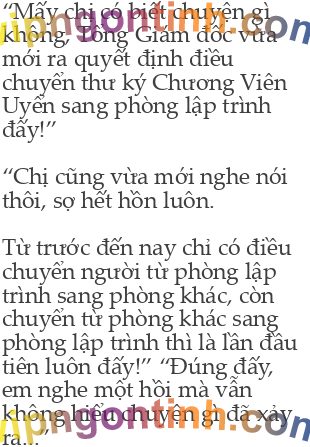 “Mấy chị có biết chuyện gì
không, Tổng Giám đốc vừa
mới ra quyết định điều
chuyển thư ký Chương Viên
Uyển sang phòng lập trình
đấy!”
“Chị cũng vừa mới nghe nói
thôi, sợ hết hồn luôn.
Từ trước đến nay chỉ có điều
chuyển người từ phòng lập
trình sang phòng khác, còn
chuyển từ phòng khác sang
phòng lập trình thì là lần đầu
tiên luôn đấy!” “Đúng đấy,
em nghe một hồi mà vẫn
không hiểu chuyện gì đã xảy
ra...”
vipngontinh.com
vipngontinh.com